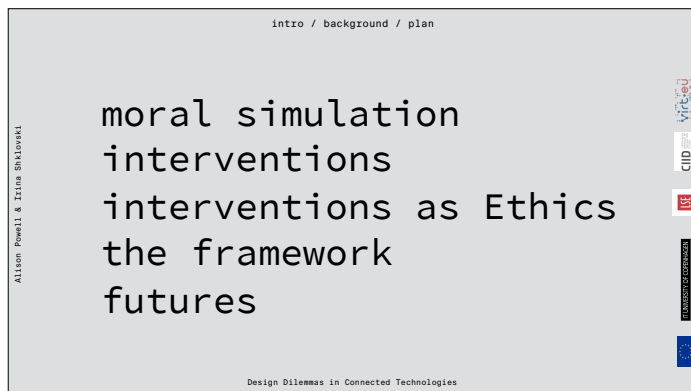 intro / background / plan
moral simulation
interventions
interventions as Ethics
the framework
futures
Alison Powell & Irina Shklovski
virt-eu
CIID
LSE
IT UNIVERSITY OF COPENHAGEN
Design Dilemmas in Connected Technologies